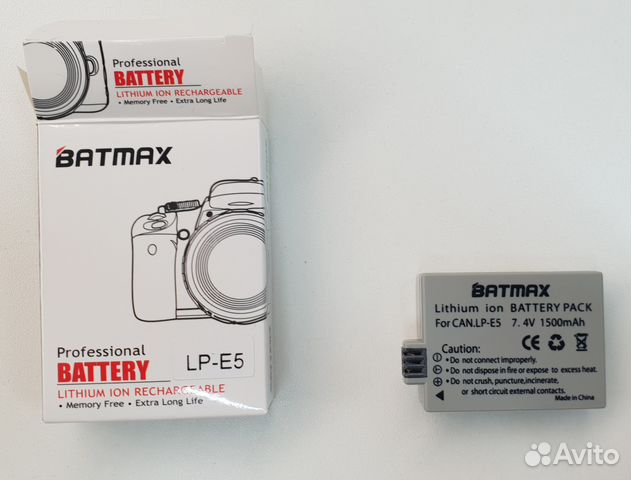 Professional
BATTERY
LITHIUM ION RECHARGEABLE
• Memory Free • Extra Long Life
BATMAX
Professional
BATTERY
LITHIUM ION RECHARGEABLE
• Memory Free • Extra Long Life
LP-E5
BATMAX
Lithium ion BATTERY PACK
For CAN.LP-E5 7.4V 1500mAh
Caution:
• Do not connect improperly.
• Do not dispose in fire or expose to excess heat.
• Do not crush, puncture,incinerate,
or short circuit external contacts.
Made in China
CE
Avito